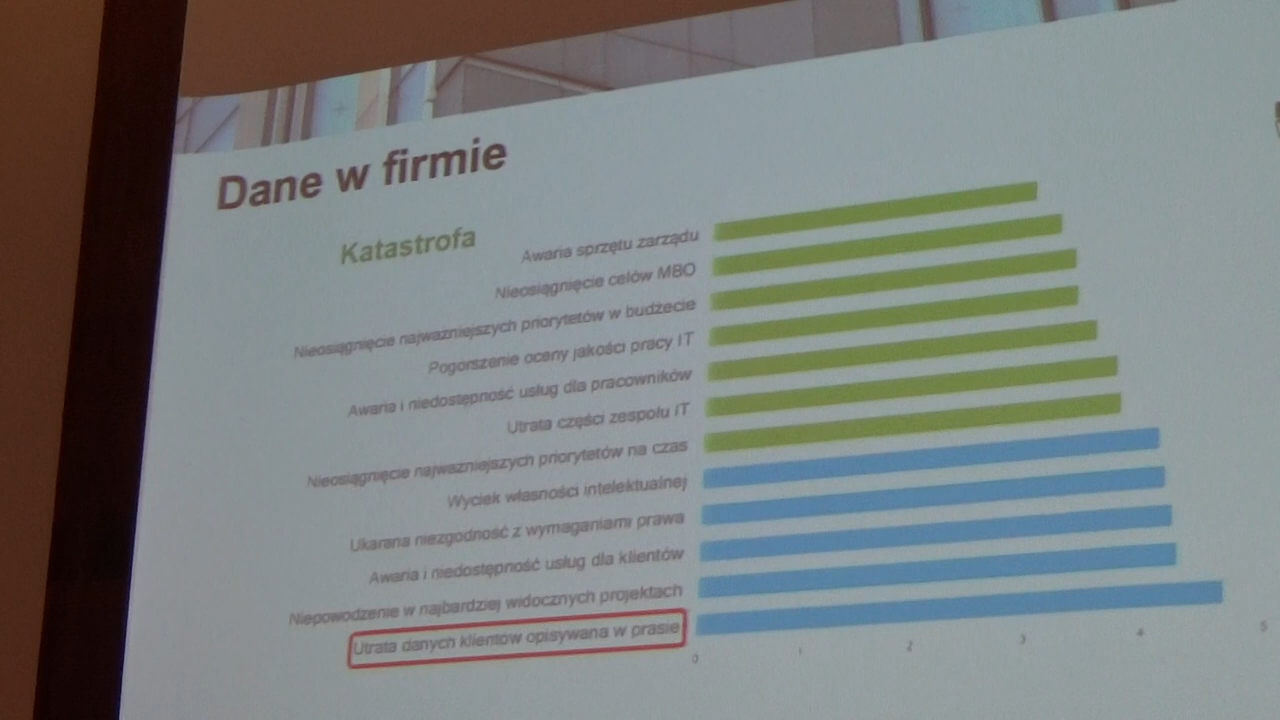 Dane w firmie
Katastrofa
Awaria sprzętu zarządu
Nieosiągnięcie celów MBO
Nieosiągnięcie najważniejszych priorytetów w budżecie
Pogorszenie oceny jakości pracy IT
Awaria i niedostępność usług dla pracowników
Utrata części zespołu IT
Nieosiągnięcie najważniejszych priorytetów na czas
Wyciek własności intelektualnej
Ukarana niezgodność z wymaganiami prawa
Awaria i niedostępność usług dla klientów
Niepowodzenie w najbardziej widocznych projektach
Utrata danych klientów opisywana w prasie
0 1 2 3 4 5